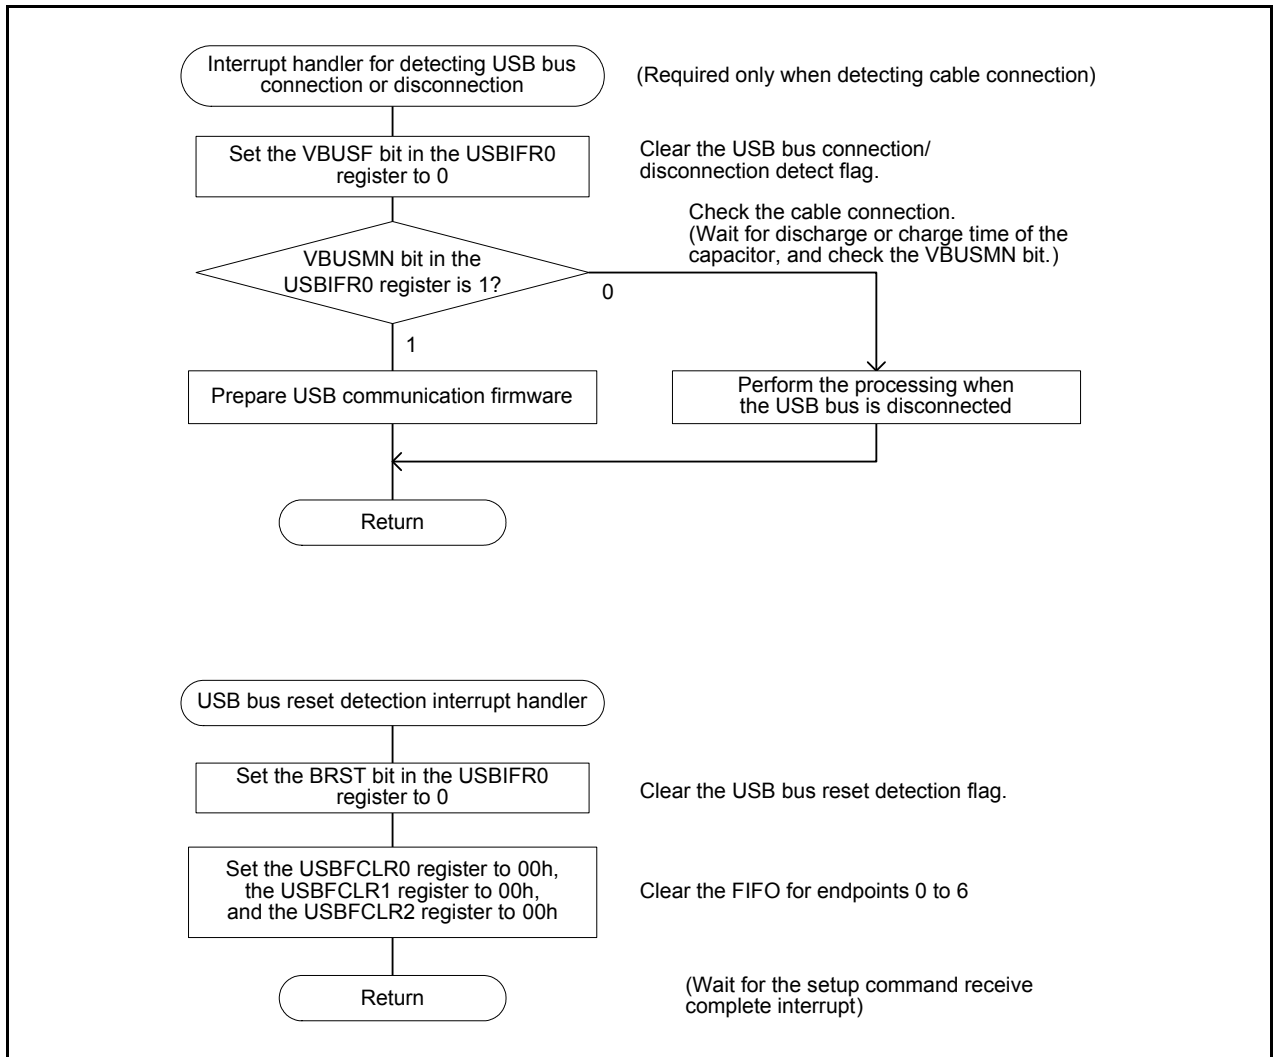 Interrupt handler for detecting USB bus
connection or disconnection
(Required only when detecting cable connection)
Set the VBUSF bit in the USBIFR0
register to 0
Clear the USB bus connection/
disconnection detect flag.
Check the cable connection.
(Wait for discharge or charge time of the
capacitor, and check the VBUSMN bit.)
VBUSMN bit in the
USBIFR0 register is 1?
0
1
Prepare USB communication firmware
Perform the processing when
the USB bus is disconnected
Return
USB bus reset detection interrupt handler
Set the BRST bit in the USBIFR0
register to 0
Clear the USB bus reset detection flag.
Set the USBFCLR0 register to 00h,
the USBFCLR1 register to 00h,
and the USBFCLR2 register to 00h
Clear the FIFO for endpoints 0 to 6
Return
(Wait for the setup command receive
complete interrupt)